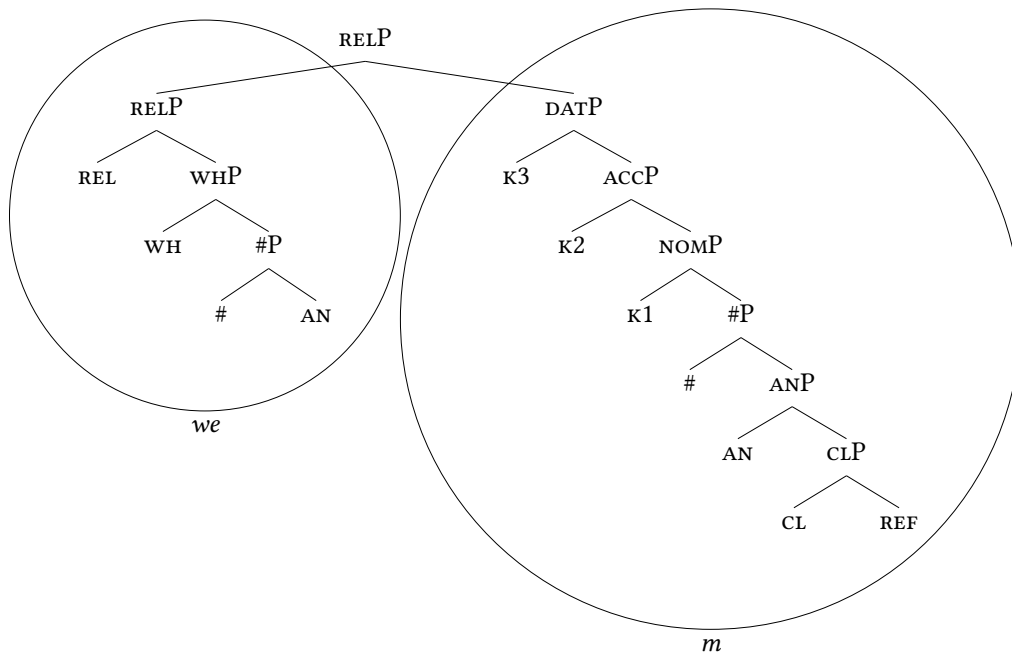 RELP
RELP DATP
REL WHP K3 ACCP
WH #P K2 NOMP
# AN K1 #P
# ANP
we AN CLP
CL REF
m